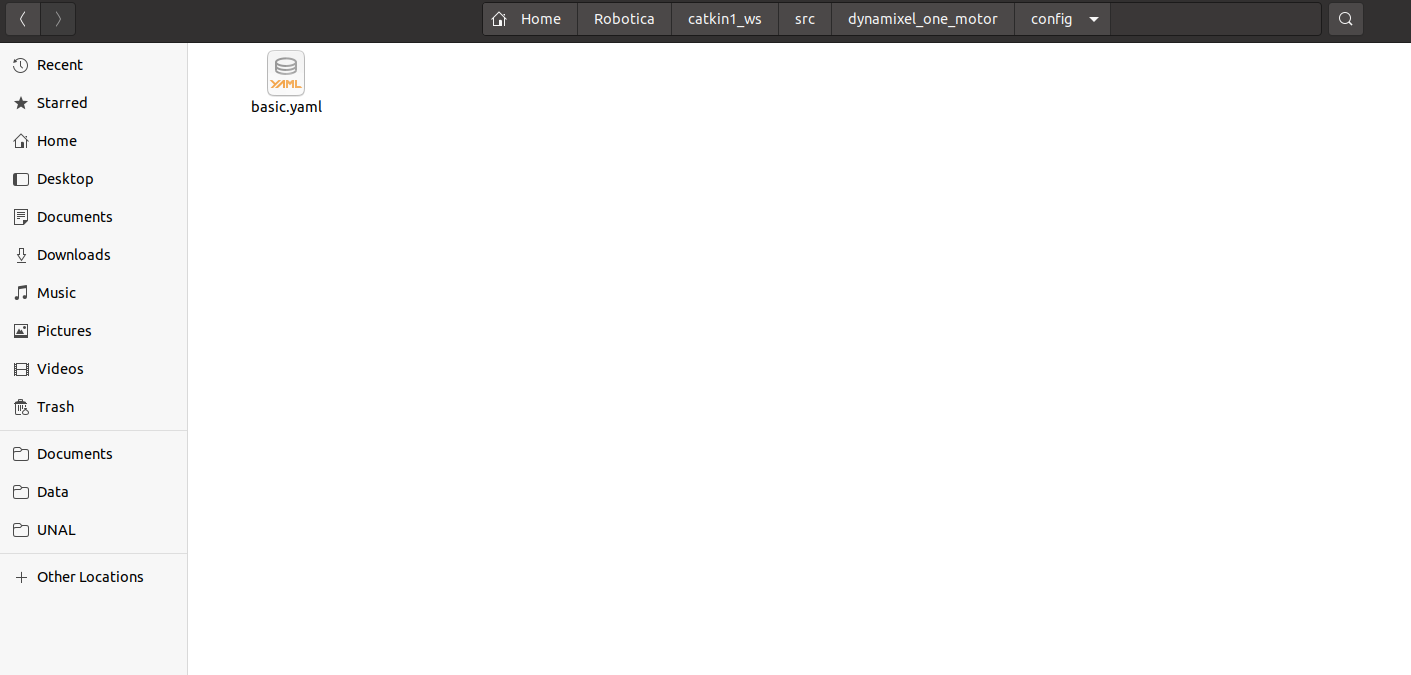 Home Robotica catkin1_ws src dynamixel_one_motor config
Recent
Starred
Home
Desktop
Documents
Downloads
Music
Pictures
Videos
Trash
Documents
Data
UNAL
Other Locations
YAML
basic.yaml